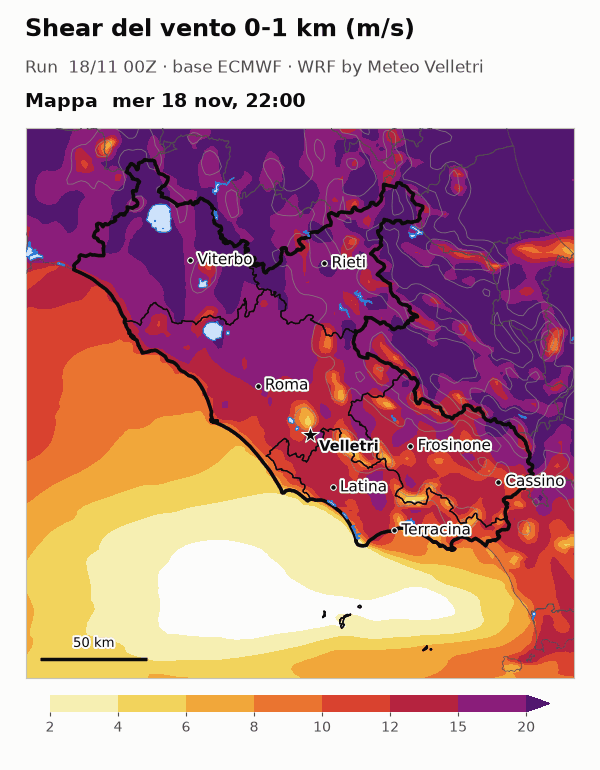 Shear del vento 0-1 km (m/s)
Run 18/11 00Z · base ECMWF · WRF by Meteo Velletri
Mappa mer 18 nov, 22:00
Viterbo
Rieti
Roma
Velletri
Frosinone
Latina
Cassino
Terracina
50 km
2 4 6 8 10 12 15 20